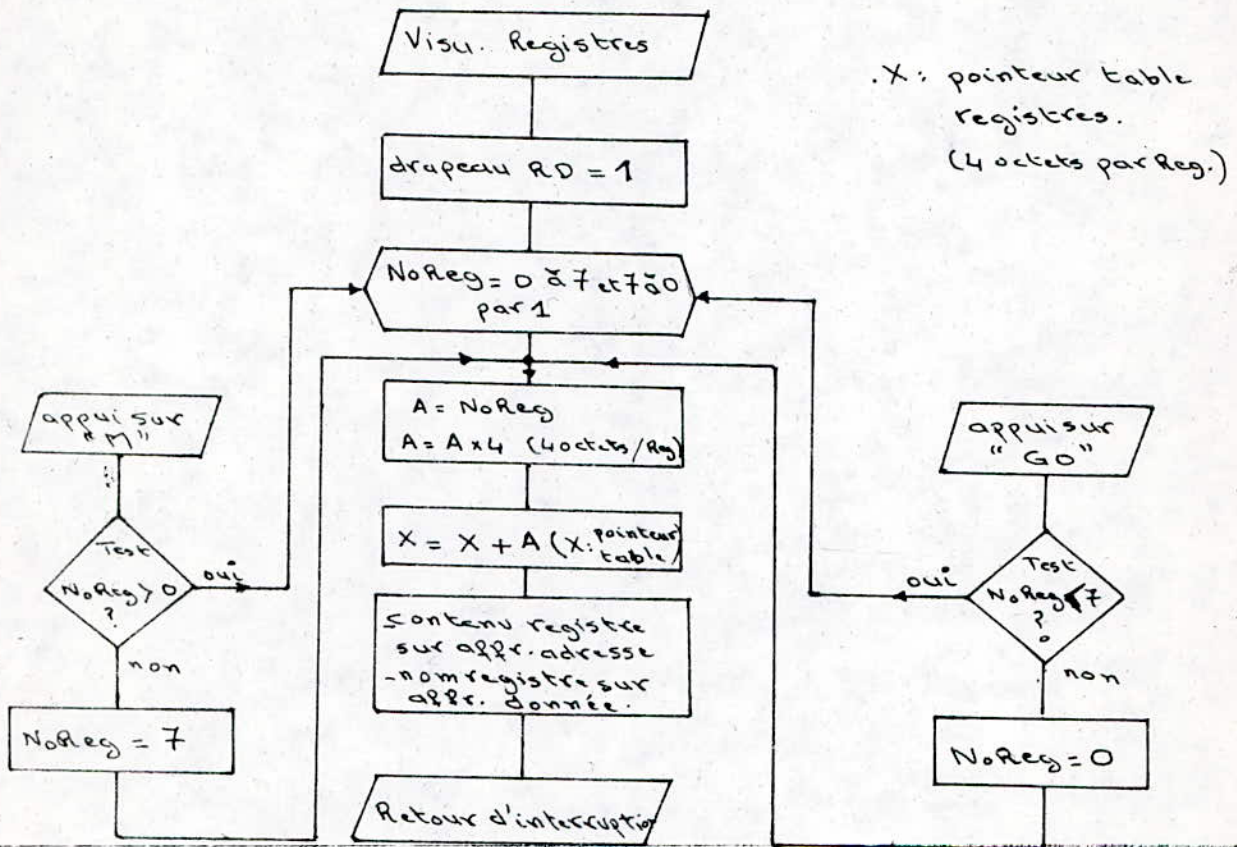 Visu. Registres
. X : pointeur table
registres.
(4 octets par Reg.)
drapeau RD = 1
NoReg = 0 à 7 et 7 à 0
par 1
A = NoReg
A = A x 4 (4 octets/Reg)
X = X + A (X: pointeur
table)
contenu registre
sur affr. adresse
- nom registre sur
affr. donnée.
Retour d'interruption
appui sur
"M"
Test
NoReg > 0
?
oui
non
NoReg = 7
appui sur
"GO"
Test
NoReg < 7
?
oui
non
NoReg = 0